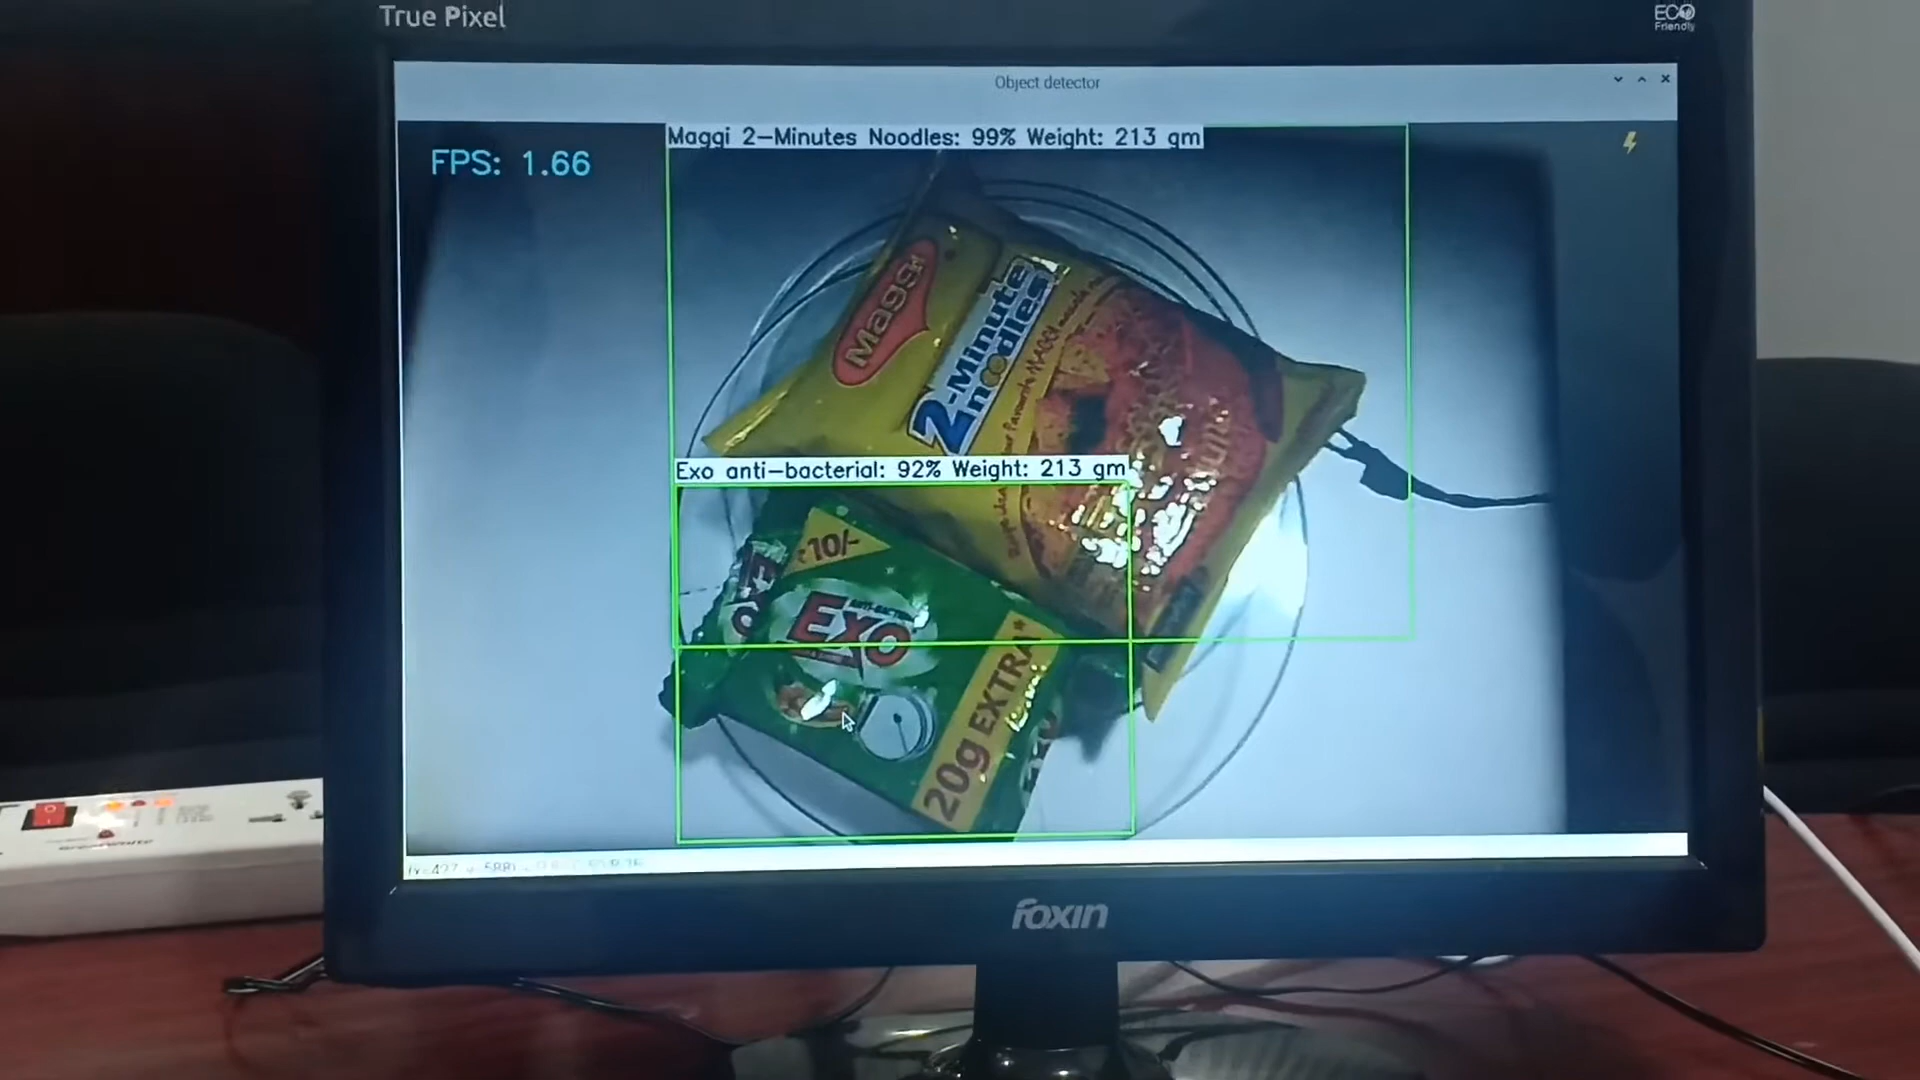 True Pixel
ECO
Friendly
Object detector
Maggi 2-Minutes Noodles: 99% Weight: 213 gm
FPS: 1.66
Maggi
2-Minute
noodles
Exo anti-bacterial: 92% Weight: 213 gm
₹10/-
EXO
20g EXTRA*
foxin